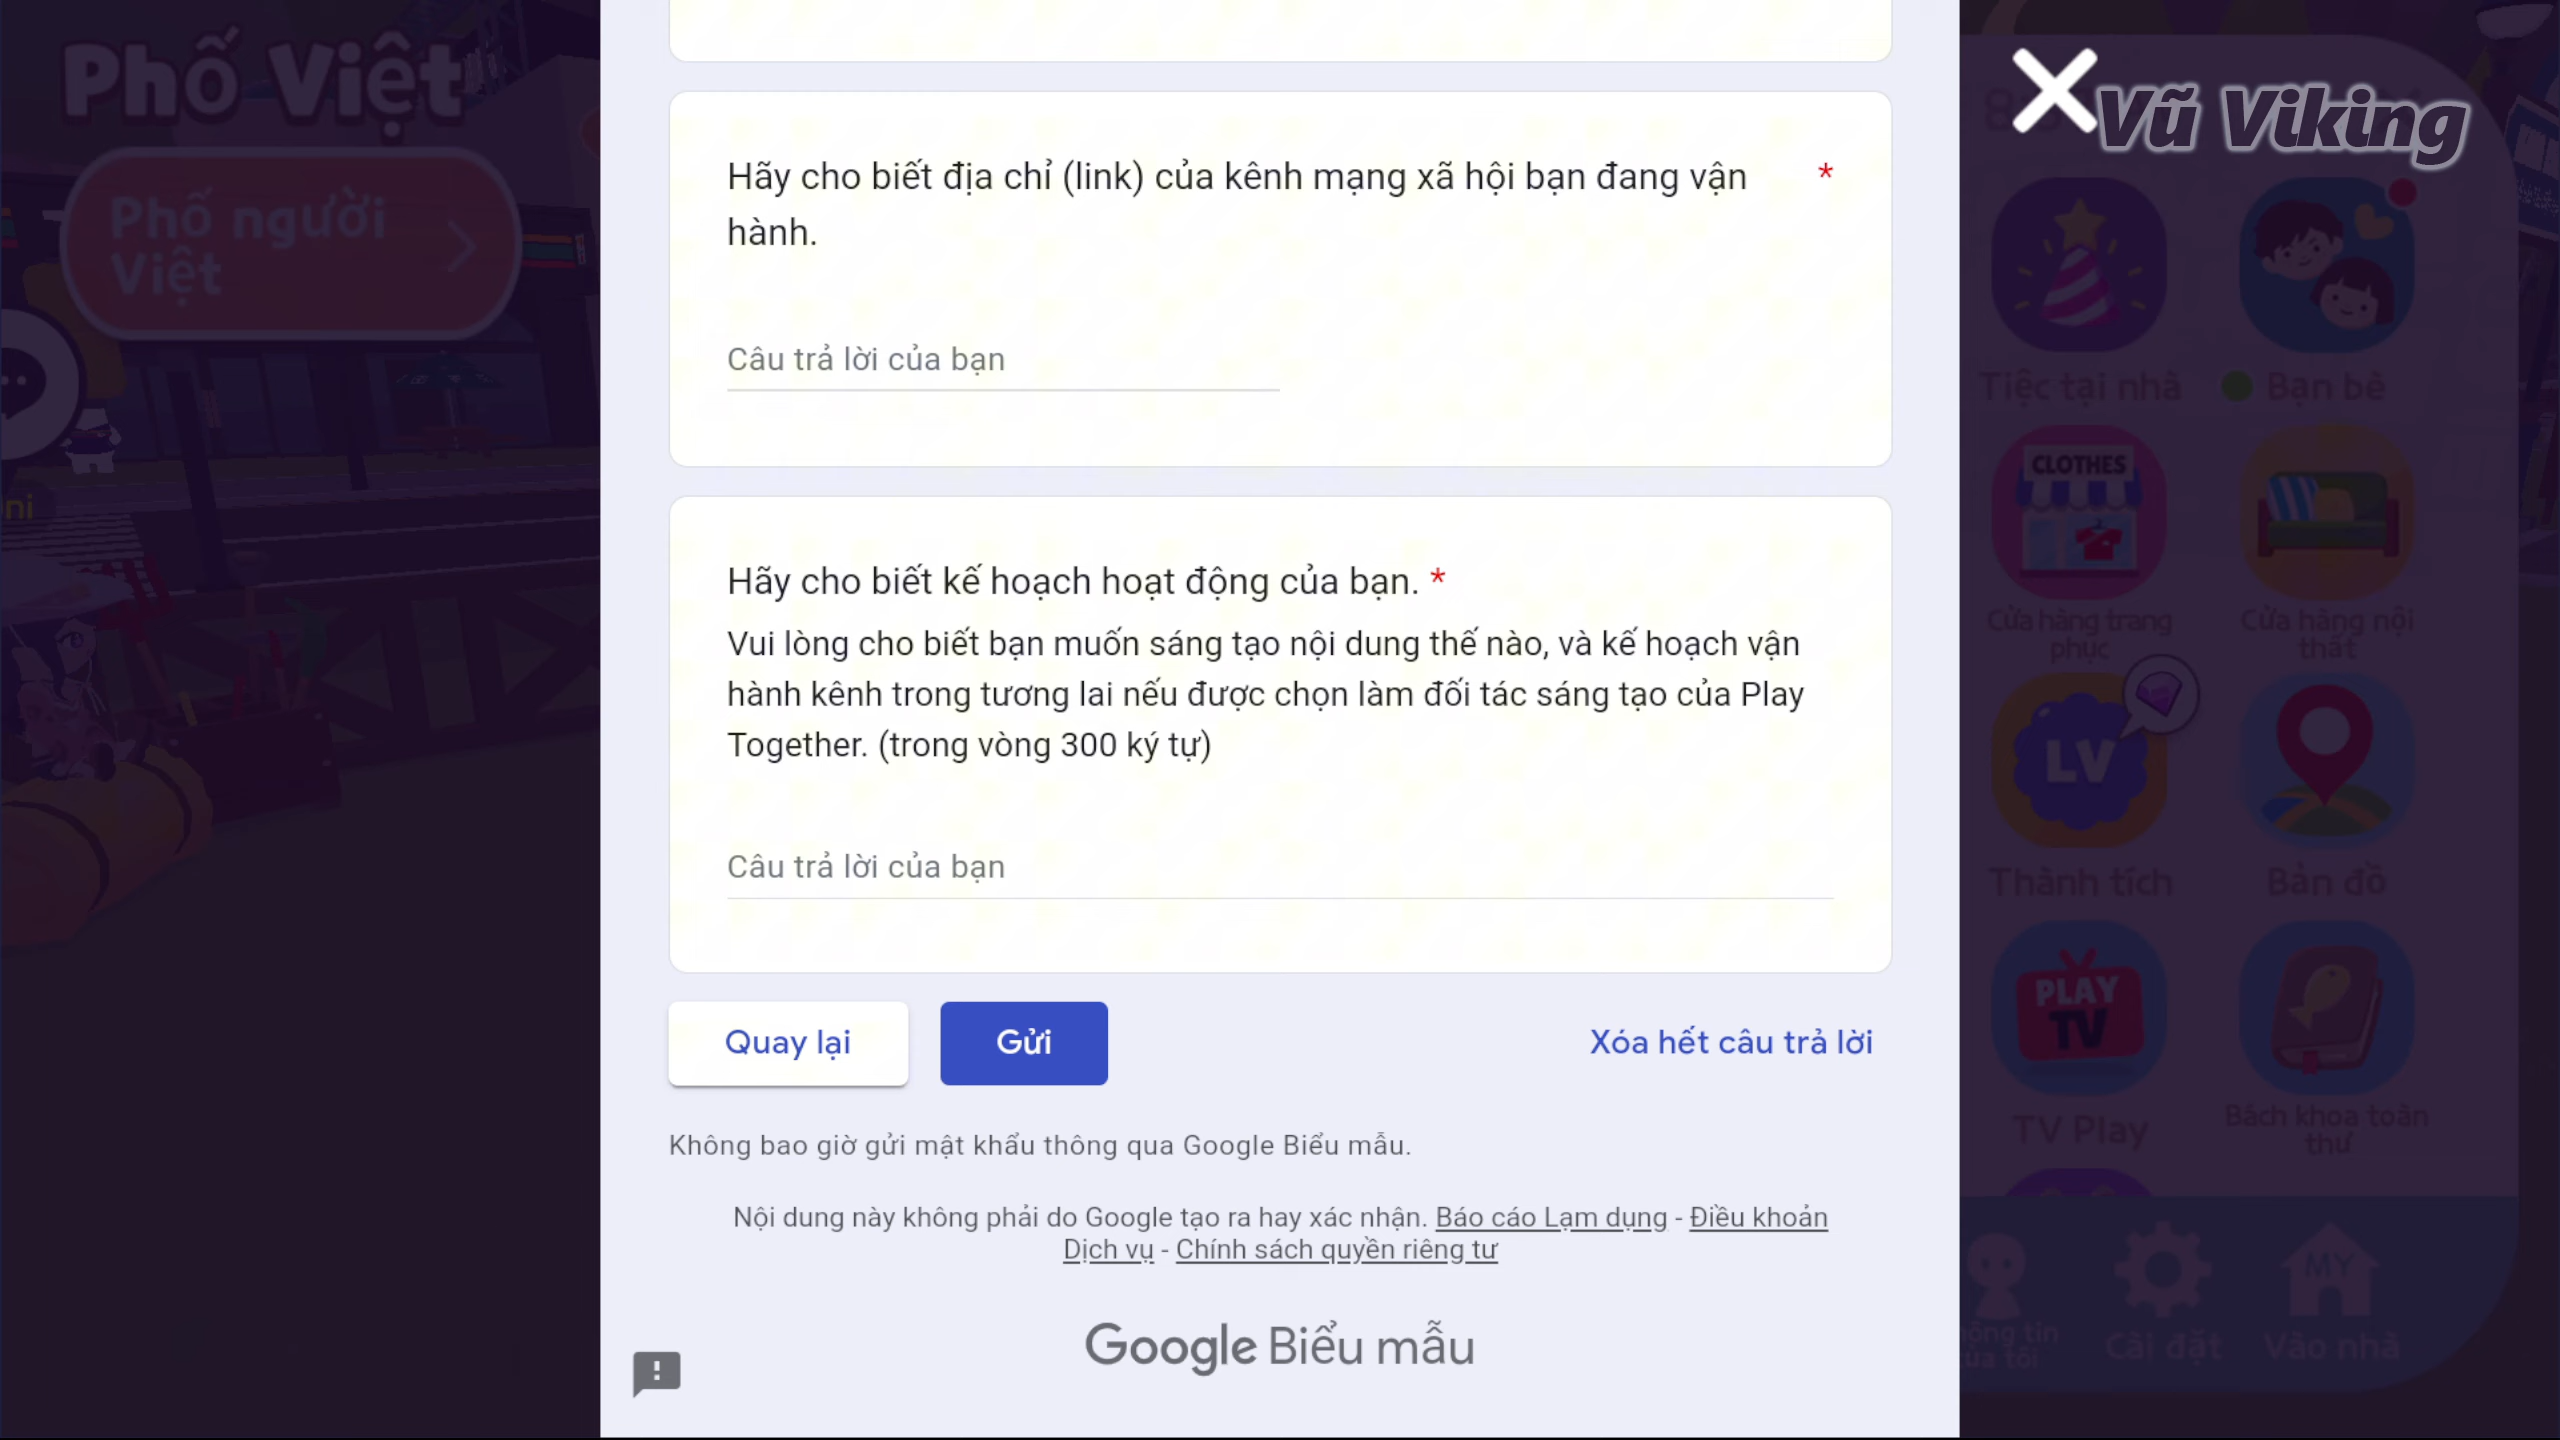 Phố Việt
Phố người
Việt
ni
Hãy cho biết địa chỉ (link) của kênh mạng xã hội bạn đang vận *
hành.
Câu trả lời của bạn
Hãy cho biết kế hoạch hoạt động của bạn. *
Vui lòng cho biết bạn muốn sáng tạo nội dung thế nào, và kế hoạch vận
hành kênh trong tương lai nếu được chọn làm đối tác sáng tạo của Play
Together. (trong vòng 300 ký tự)
Câu trả lời của bạn
Quay lại
Gửi
Xóa hết câu trả lời
Không bao giờ gửi mật khẩu thông qua Google Biểu mẫu.
Nội dung này không phải do Google tạo ra hay xác nhận. Báo cáo Lạm dụng - Điều khoản
Dịch vụ - Chính sách quyền riêng tư
Google Biểu mẫu
Vũ Viking
Tiệc tại nhà
Bạn bè
CLOTHES
Cửa hàng trang
phục
Cửa hàng nội
thất
LV
Thành tích
Bản đồ
PLAY
TV
TV Play
Bách khoa toàn
thư
MY
Cài đặt
Vào nhà